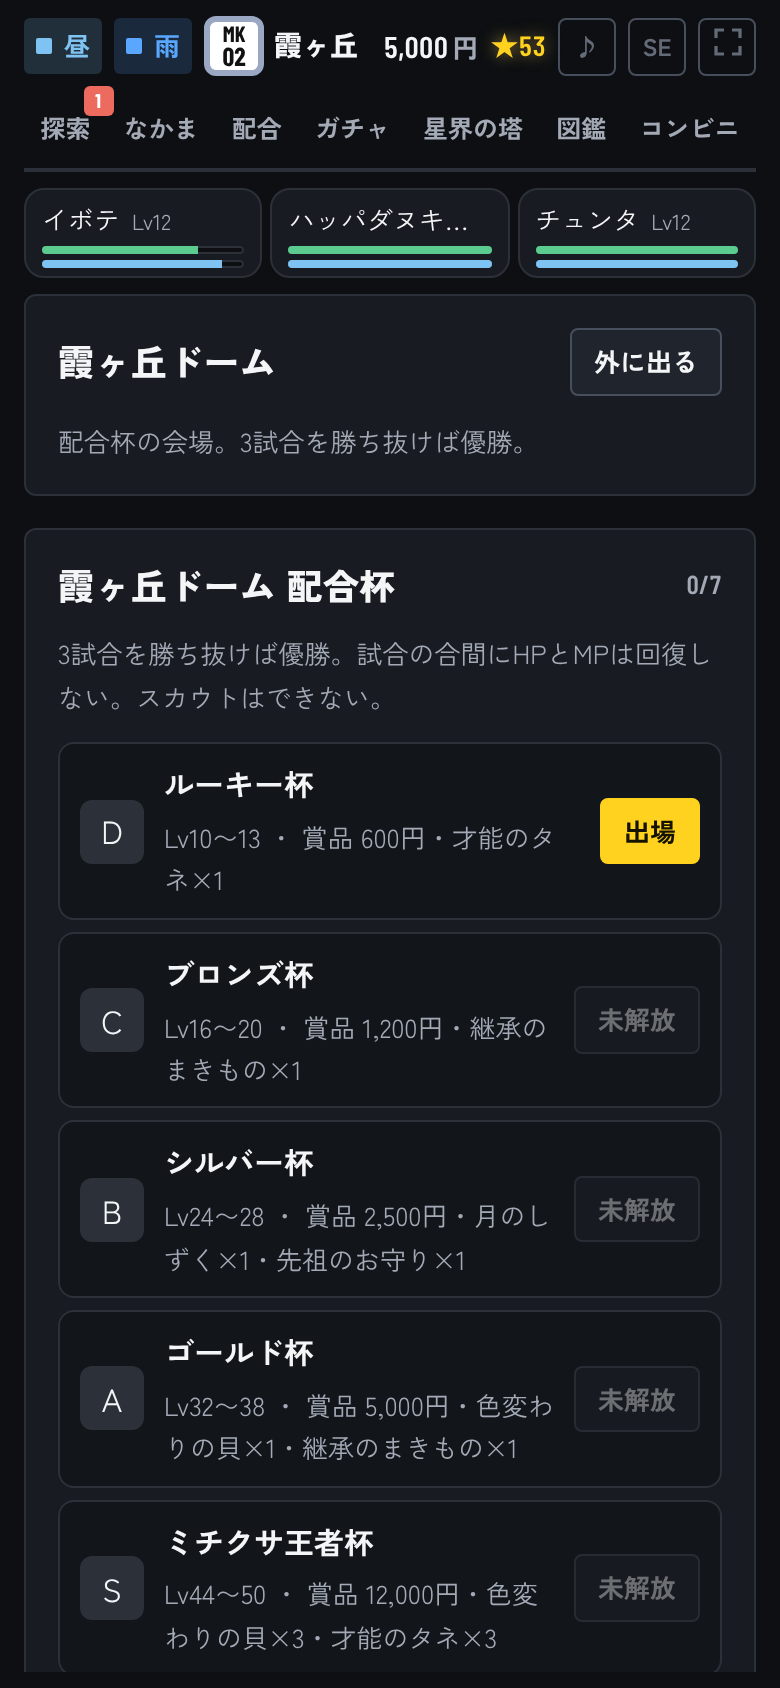 昼 雨 MK 02 霞ヶ丘 5,000 円 ★53 ♪ SE
1
探索 なかま 配合 ガチャ 星界の塔 図鑑 コンビニ
イボテ Lv12 ハッパダヌキ… チュンタ Lv12
霞ヶ丘ドーム 外に出る
配合杯の会場。3試合を勝ち抜けば優勝。
霞ヶ丘ドーム 配合杯 0/7
3試合を勝ち抜けば優勝。試合の合間にHPとMPは回復し
ない。スカウトはできない。
ルーキー杯
D Lv10〜13 ・ 賞品 600円・才能のタ 出場
ネ×1
ブロンズ杯
C Lv16〜20 ・ 賞品 1,200円・継承の 未解放
まきもの×1
シルバー杯
B Lv24〜28 ・ 賞品 2,500円・月のし 未解放
ずく×1・先祖のお守り×1
ゴールド杯
A Lv32〜38 ・ 賞品 5,000円・色変わ 未解放
りの貝×1・継承のまきもの×1
ミチクサ王者杯
S Lv44〜50 ・ 賞品 12,000円・色変 未解放
わりの貝×3・才能のタネ×3